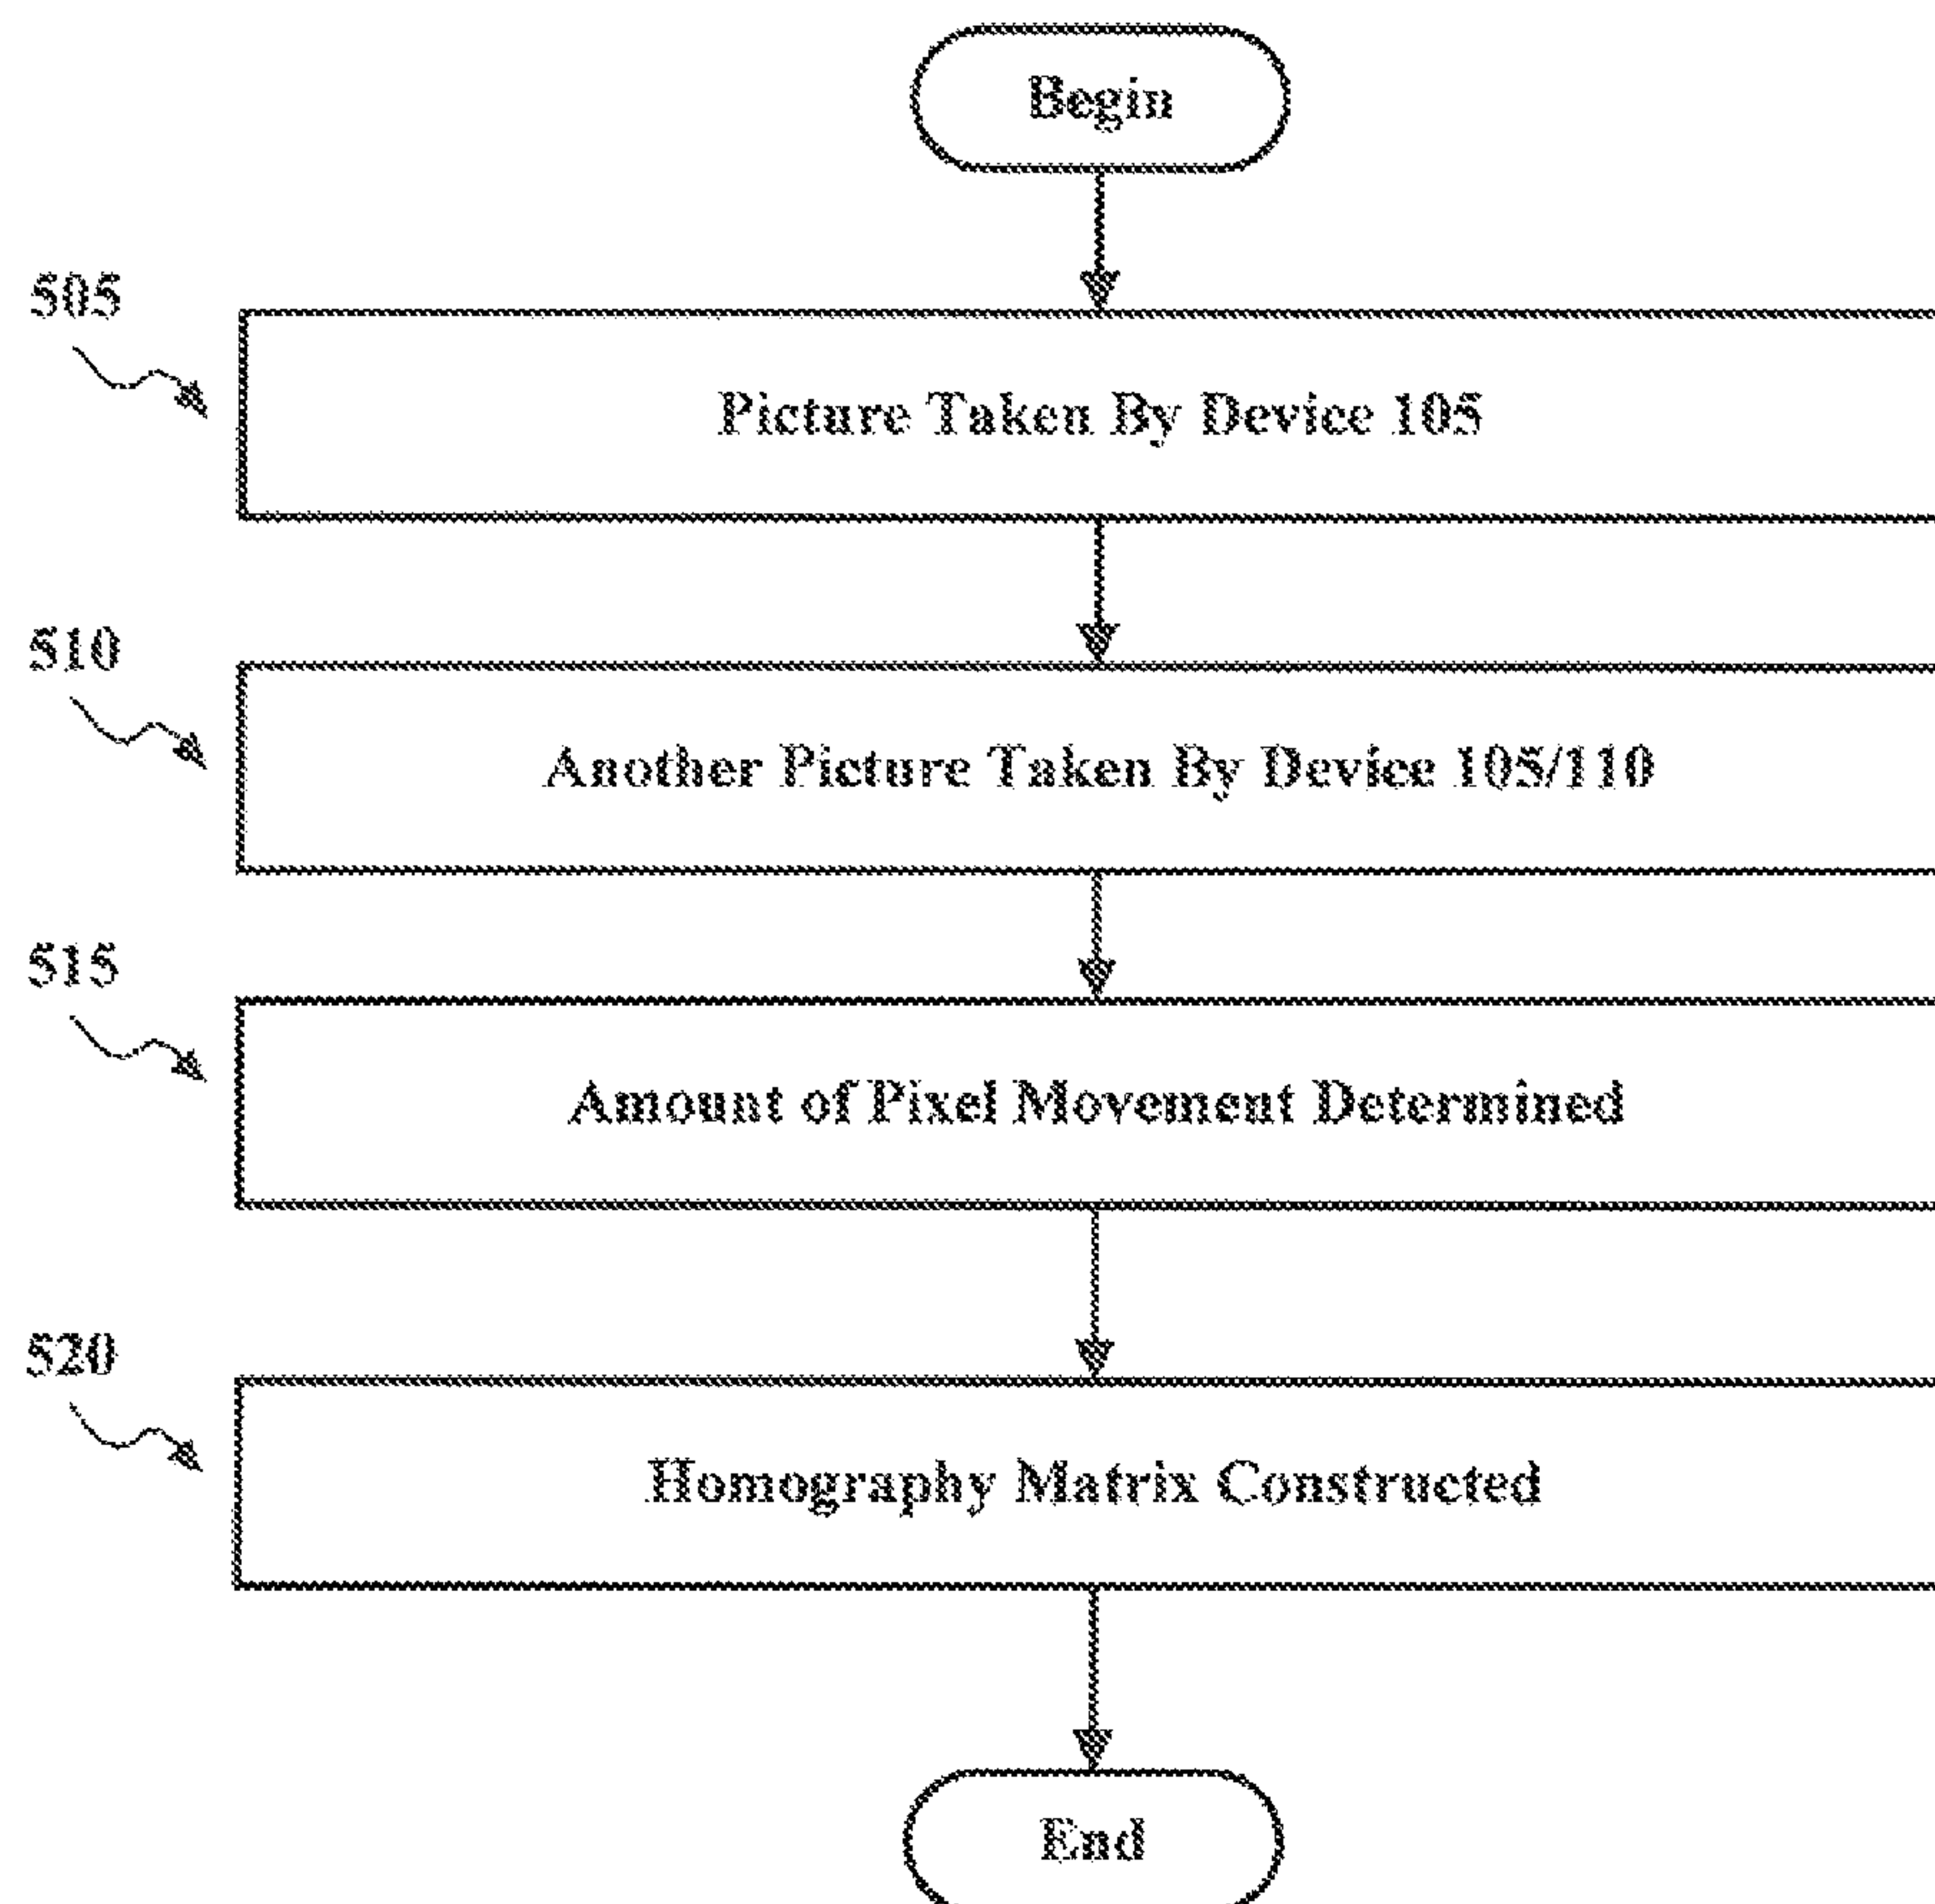 Begin
505
Picture Taken By Device 105
510
Another Picture Taken By Device 105/110
515
Amount of Pixel Movement Determined
520
Homography Matrix Constructed
End